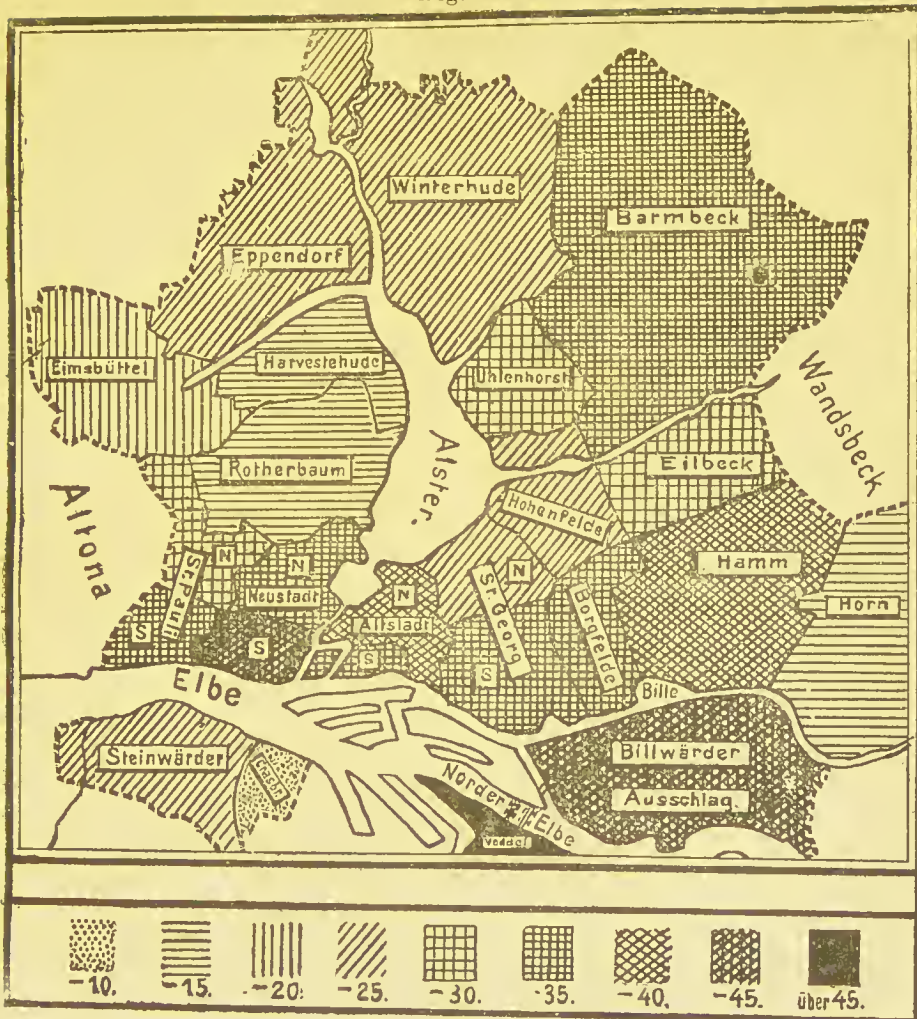 Winterhude
Barmbeck
Eppendorf
Eimsbüttel
Harvestehude
Uhlenhorst
Wandsbeck
Rotherbaum
Alster.
Eilbeck
Altona
Hohenfelde
St. Pauli
N
Neustadt
N
N
Altstadt
N
St. Georg
Borgfelde
Hamm
Horn
S
S
S
S
Elbe
Bille
Steinwärder
Norder Elbe
Billwärder
Ausschlag.
Veddel
-10. -15. -20. -25. -30. -35. -40. -45. über 45.